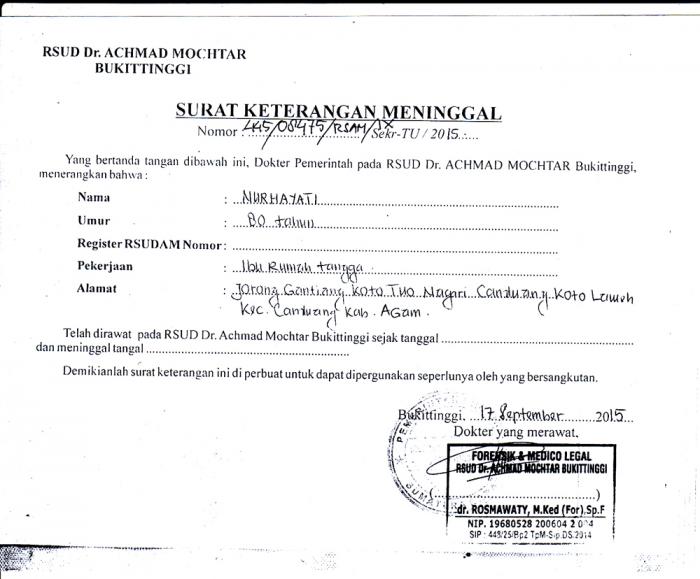 RSUD Dr. ACHMAD MOCHTAR
BUKITTINGGI
SURAT KETERANGAN MENINGGAL
Nomor : 445/08475/RSAM/IX/Sekr-TU / 2015
Yang bertanda tangan dibawah ini, Dokter Pemerintah pada RSUD Dr. ACHMAD MOCHTAR Bukittinggi,
menerangkan bahwa :
Nama : NURHAYATI
Umur : 80 tahun
Register RSUDAM Nomor :
Pekerjaan : Ibu Rumah tangga
Alamat : Jorong Gantiang Koto Tuo Nagari Canduang Koto Laweh
Kec. Canduang Kab. Agam.
Telah dirawat pada RSUD Dr. Achmad Mochtar Bukittinggi sejak tanggal
dan meninggal tangal
Demikianlah surat keterangan ini di perbuat untuk dapat dipergunakan seperlunya oleh yang bersangkutan.
Bukittinggi, 17 September 2015
Dokter yang merawat,
FORENSIK & MEDICO LEGAL
RSUD Dr. ACHMAD MOCHTAR BUKITTINGGI
(                    )
dr. ROSMAWATY, M.Ked (For).Sp.F
NIP. 19680528 200604 2
SIP : 449/25/Bp2 TpM-Sip.DS.2014